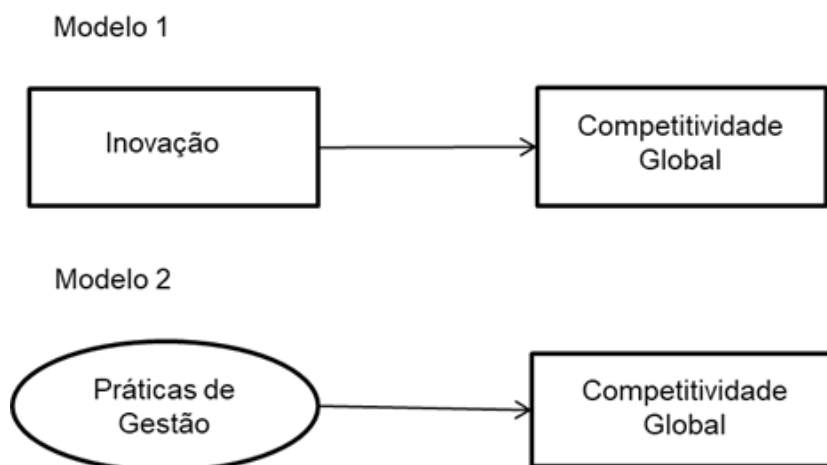 Modelo 1
Inovação
Competitividade
Global
Modelo 2
Práticas de
Gestão
Competitividade
Global